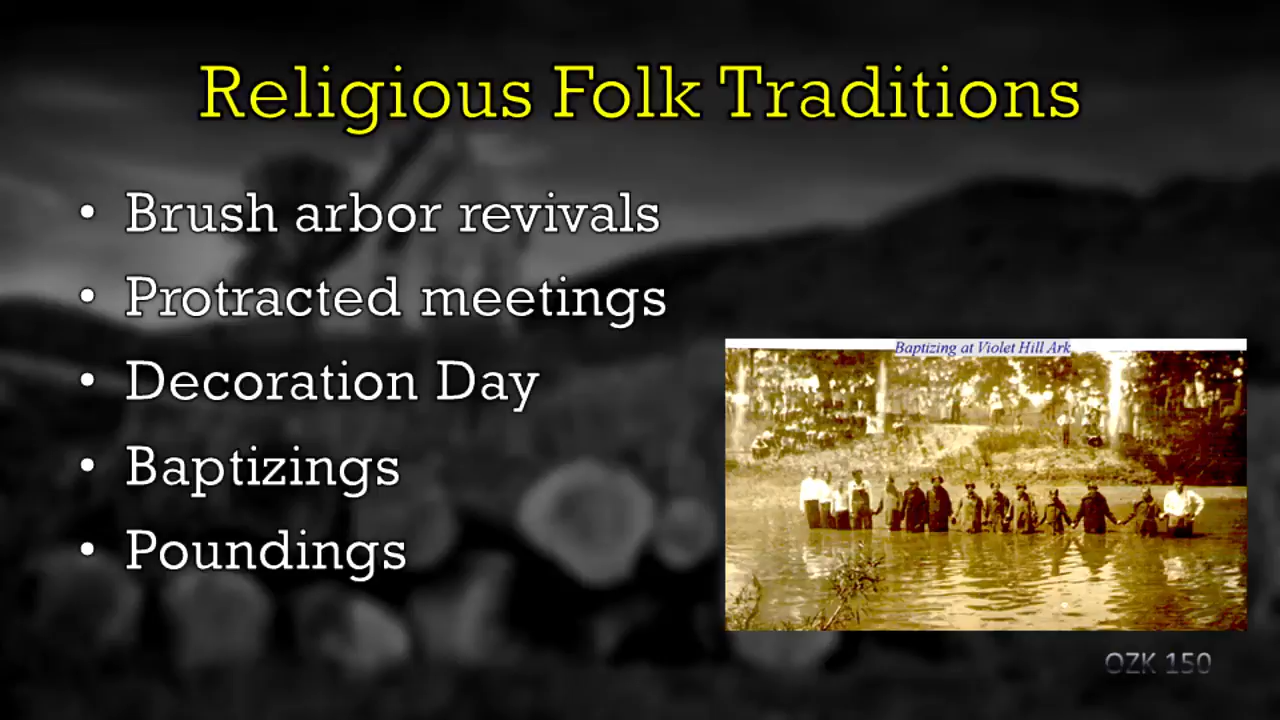 Religious Folk Traditions
• Brush arbor revivals
• Protracted meetings
• Decoration Day
• Baptizings
• Poundings
Baptizing at Violet Hill Ark
OZK 150